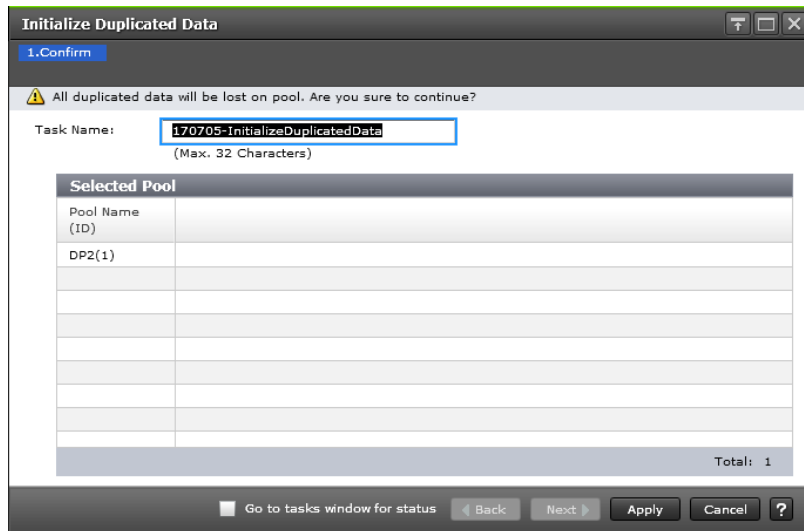 Initialize Duplicated Data
1.Confirm
All duplicated data will be lost on pool. Are you sure to continue?
Task Name: 170705-InitializeDuplicatedData
(Max. 32 Characters)
Selected Pool
Pool Name
(ID)
DP2(1)
Total: 1
Go to tasks window for status Back Next Apply Cancel ?